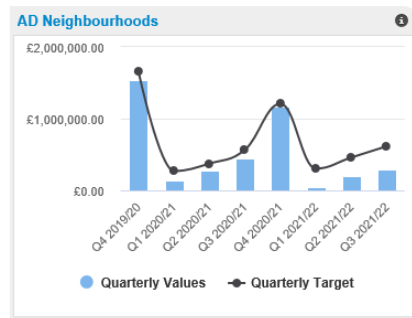 AD Neighbourhoods
£2,000,000.00
£1,000,000.00
£0.00
Q4 2019/20
Q1 2020/21
Q2 2020/21
Q3 2020/21
Q4 2020/21
Q1 2021/22
Q2 2021/22
Q3 2021/22
Quarterly Values
Quarterly Target